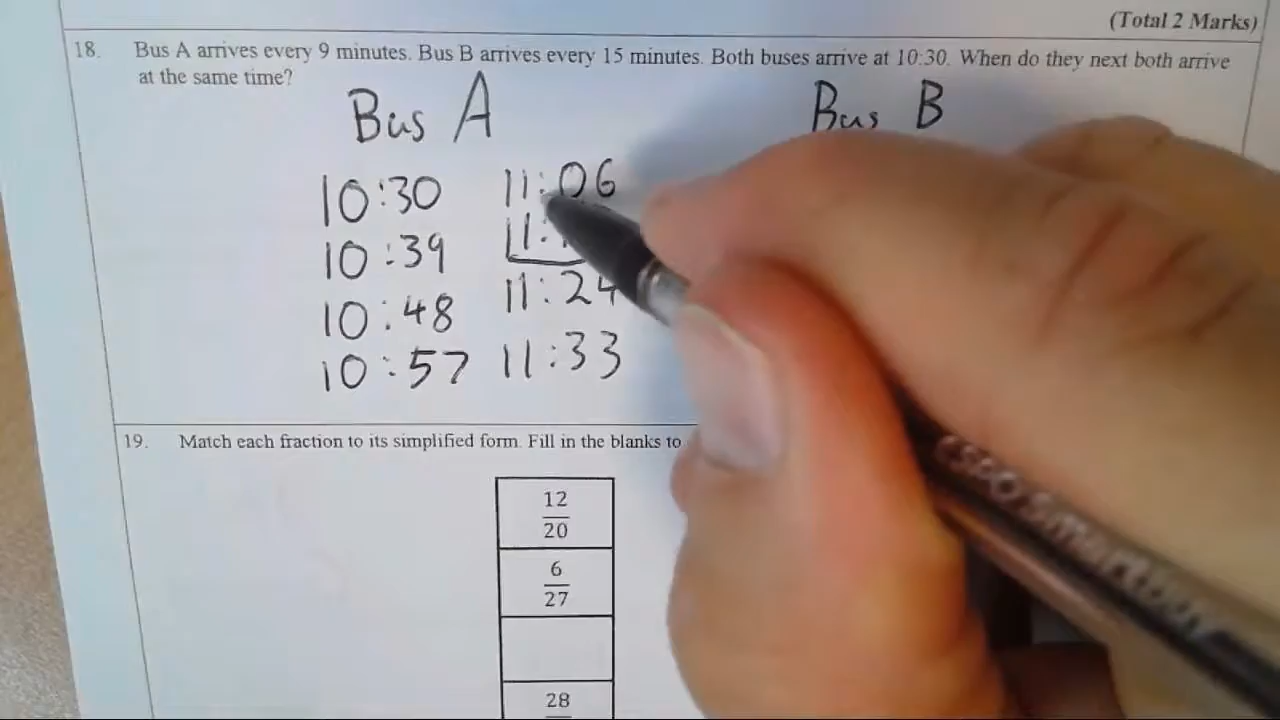 (Total 2 Marks)
18. Bus A arrives every 9 minutes. Bus B arrives every 15 minutes. Both buses arrive at 10:30. When do they next both arrive
at the same time?
Bus A
Bus B
10:30 11:06
10:39 11:
10:48 11:24
10:57 11:33
19. Match each fraction to its simplified form. Fill in the blanks to
12
20
6
27
28